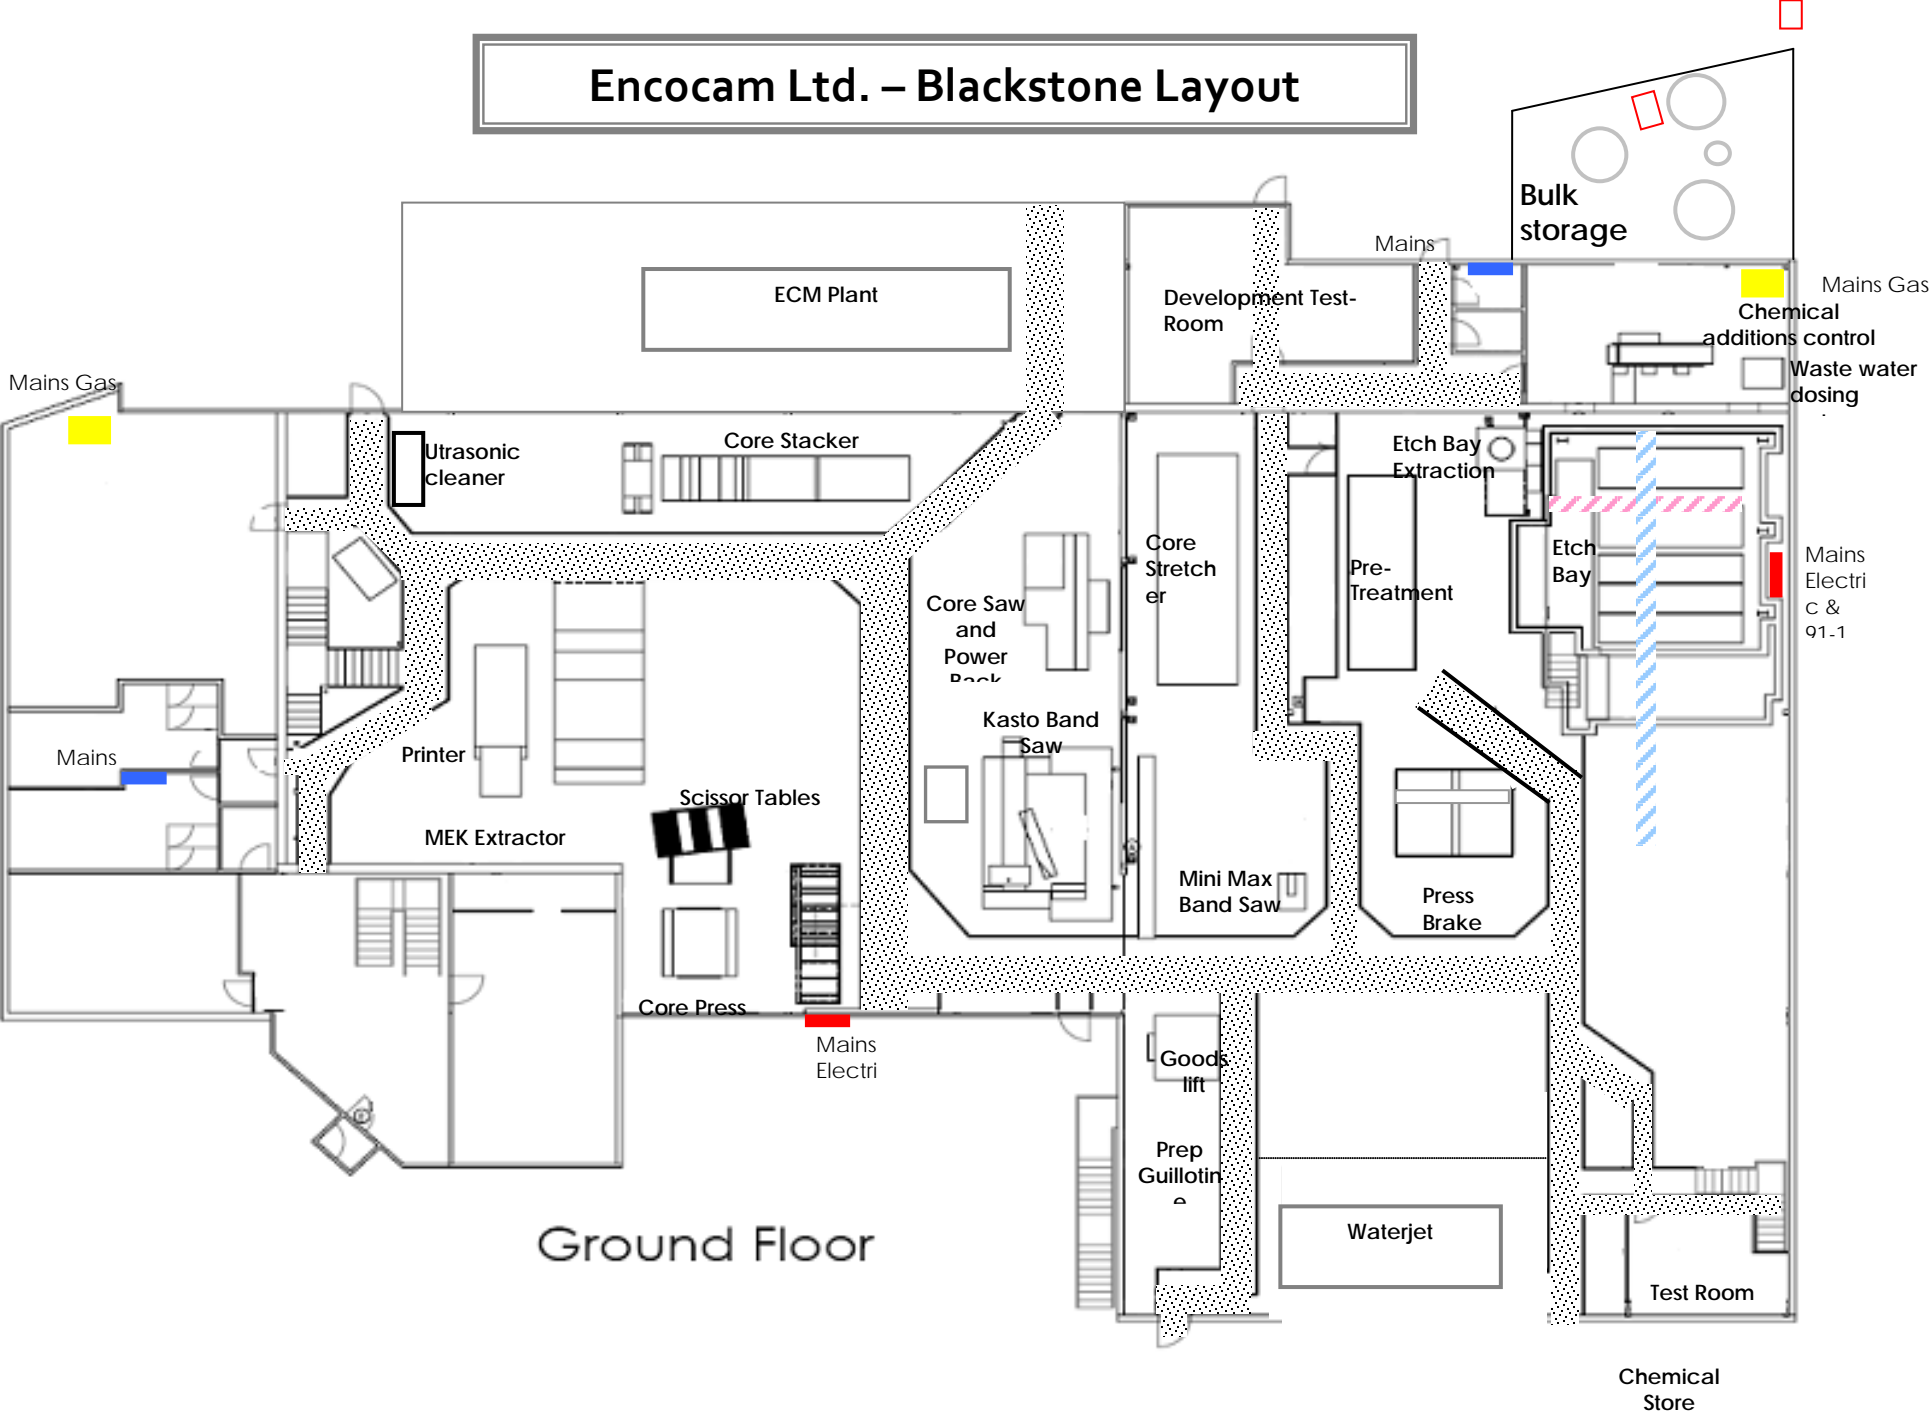 Encocam Ltd. – Blackstone Layout
Bulk
storage
Mains
Mains Gas
ECM Plant
Development Test-
Room
Chemical
additions control
Waste water
dosing
Mains Gas
Utrasonic
cleaner
Core Stacker
Etch Bay
Extraction
Core
Stretch
er
Pre-
Treatment
Etch
Bay
Mains
Electri
c &
91-1
Core Saw
and
Power
Pack
Kasto Band
Saw
Printer
Mains
Scissor Tables
MEK Extractor
Mini Max
Band Saw
Press
Brake
Core Press
Mains
Electri
Goods
lift
Prep
Guillotin
e
Waterjet
Ground Floor
Test Room
Chemical
Store